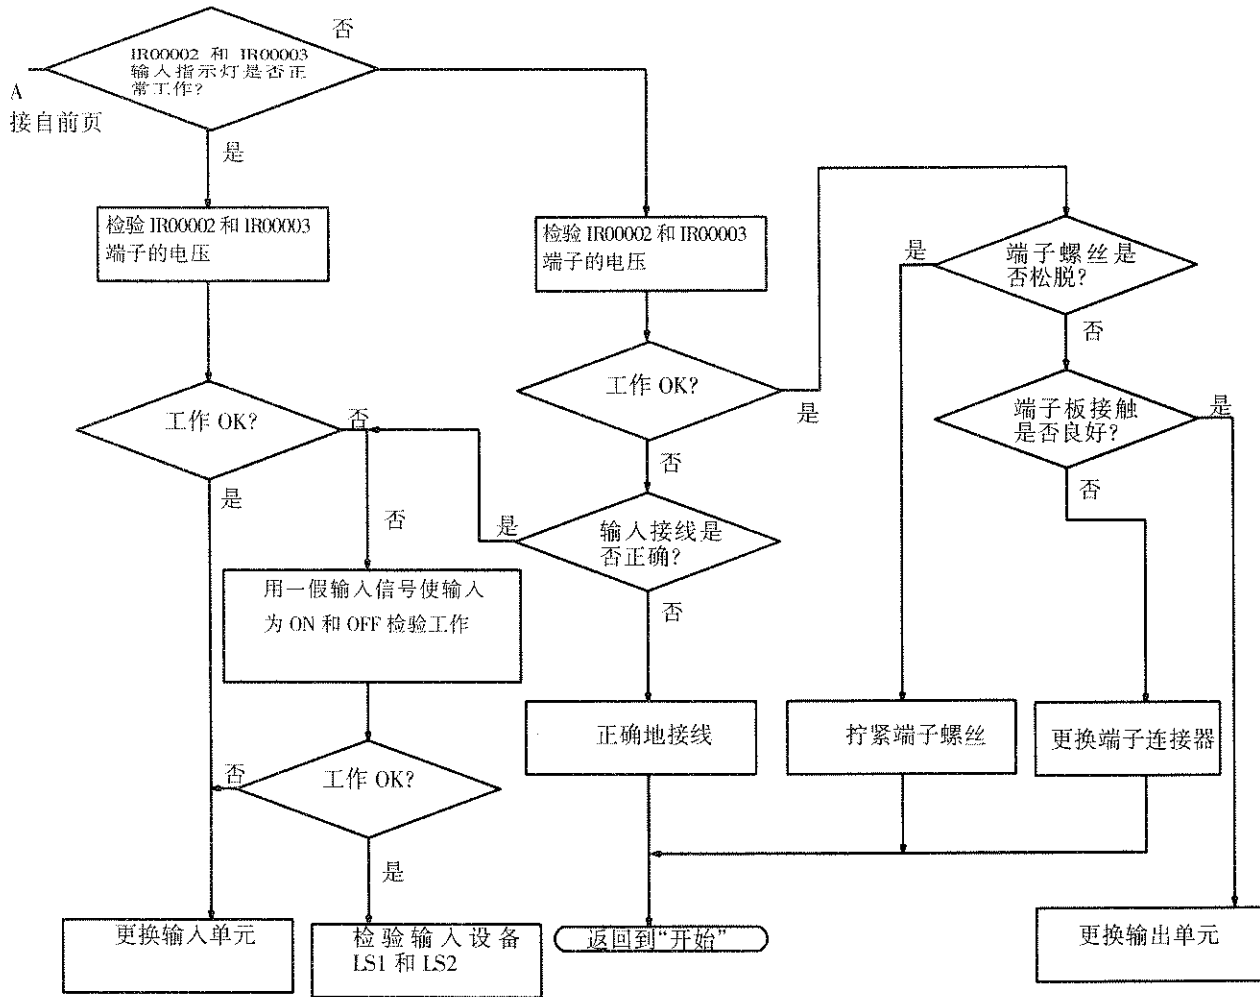 否
IR00002 和 IR00003
输入指示灯是否正
常工作?
A
接自前页
是
检验 IR00002 和 IR00003
端子的电压
检验 IR00002 和 IR00003
端子的电压
是
端子螺丝是
否松脱?
否
工作 OK?
否
工作 OK?
是
端子板接触
是否良好?
是
是
否
否
否
是
输入接线是
否正确?
用一假输入信号使输入
为 ON 和 OFF 检验工作
否
正确地接线
拧紧端子螺丝
更换端子连接器
否
工作 OK?
是
更换输入单元
检验输入设备
LS1 和 LS2
返回到“开始”
更换输出单元